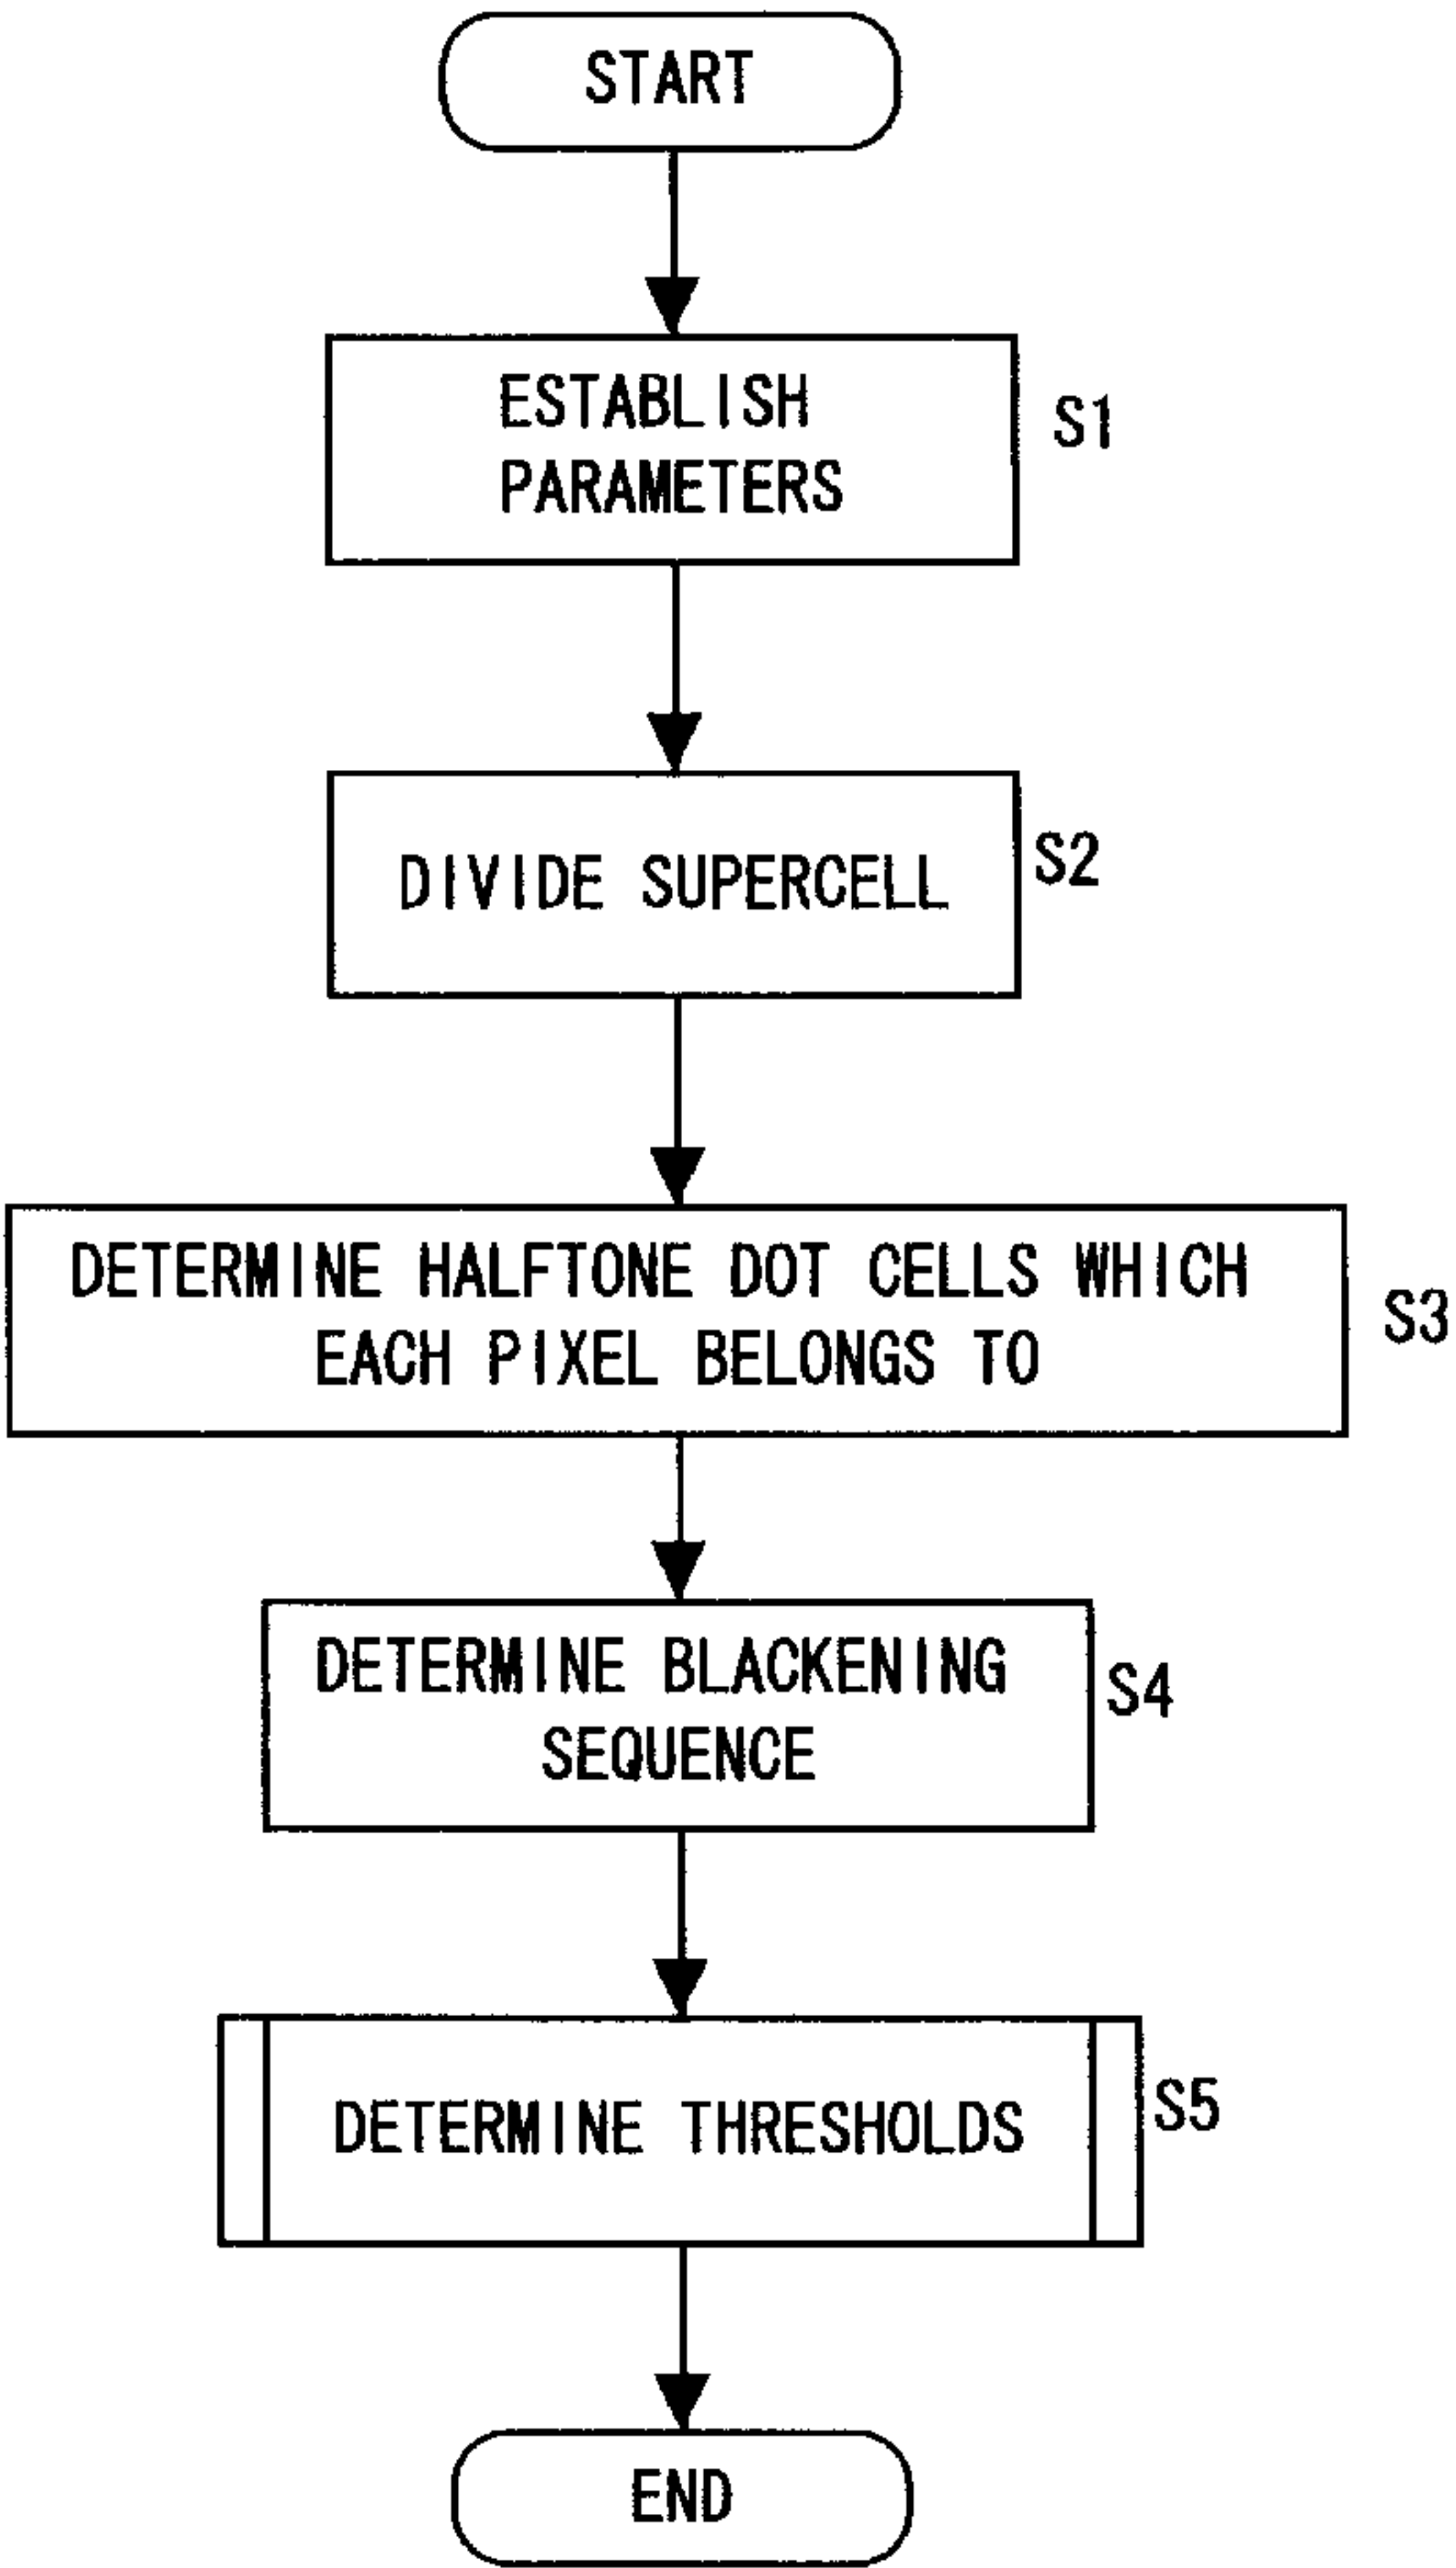 START
ESTABLISH
PARAMETERS
S1
DIVIDE SUPERCELL
S2
DETERMINE HALFTONE DOT CELLS WHICH
EACH PIXEL BELONGS TO
S3
DETERMINE BLACKENING
SEQUENCE
S4
DETERMINE THRESHOLDS
S5
END